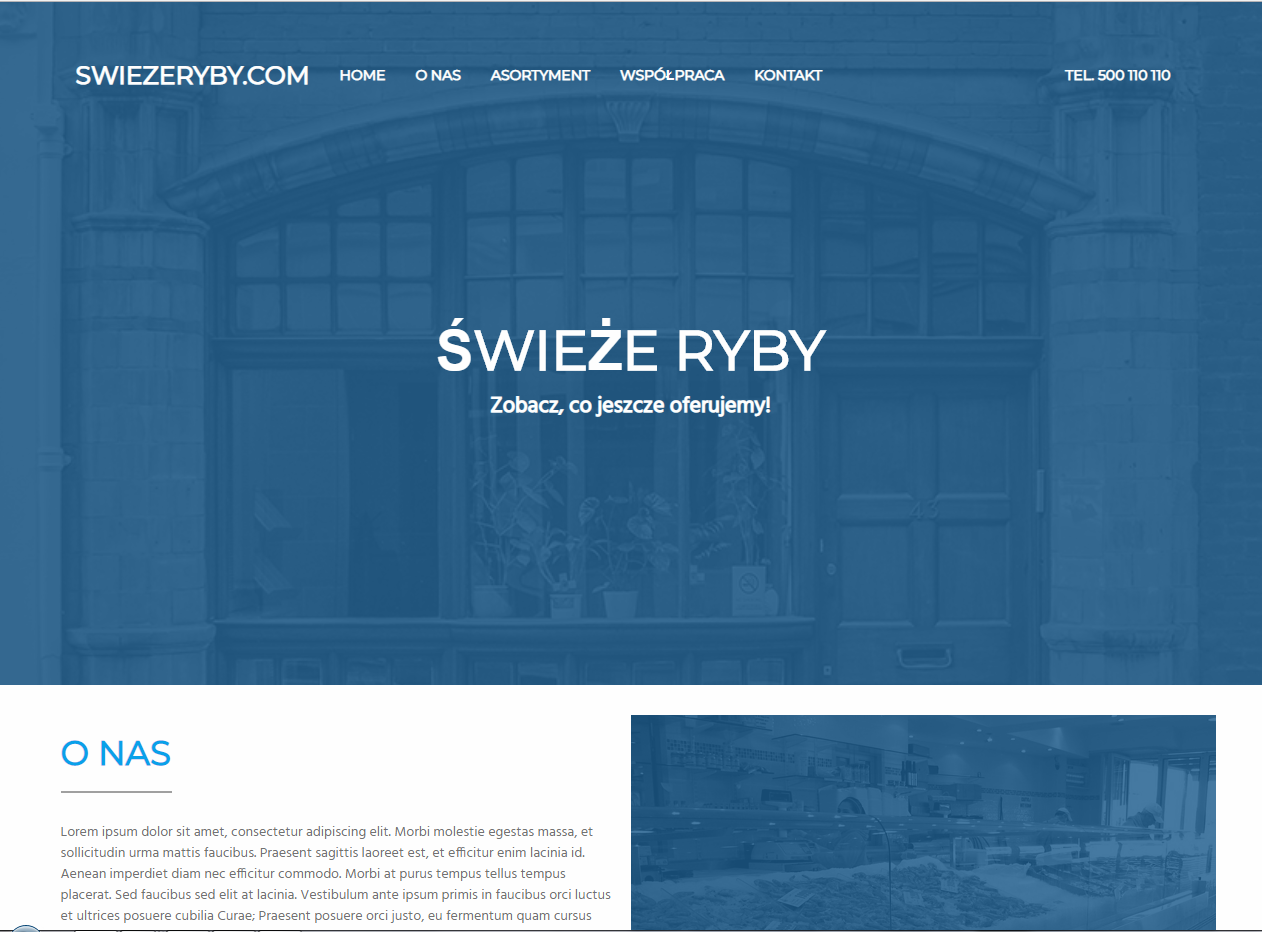 SWIEZERYBY.COM HOME O NAS ASORTYMENT WSPÓŁPRACA KONTAKT TEL. 500 110 110
ŚWIEŻE RYBY
Zobacz, co jeszcze oferujemy!
43
O NAS
Lorem ipsum dolor sit amet, consectetur adipiscing elit. Morbi molestie egestas massa, et
sollicitudin urna mattis faucibus. Praesent sagittis laoreet est, et efficitur enim lacinia id.
Aenean imperdiet diam nec efficitur commodo. Morbi at purus tempus tellus tempus
placerat. Sed faucibus sed elit at lacinia. Vestibulum ante ipsum primis in faucibus orci luctus
et ultrices posuere cubilia Curae; Praesent posuere orci justo, eu fermentum quam cursus